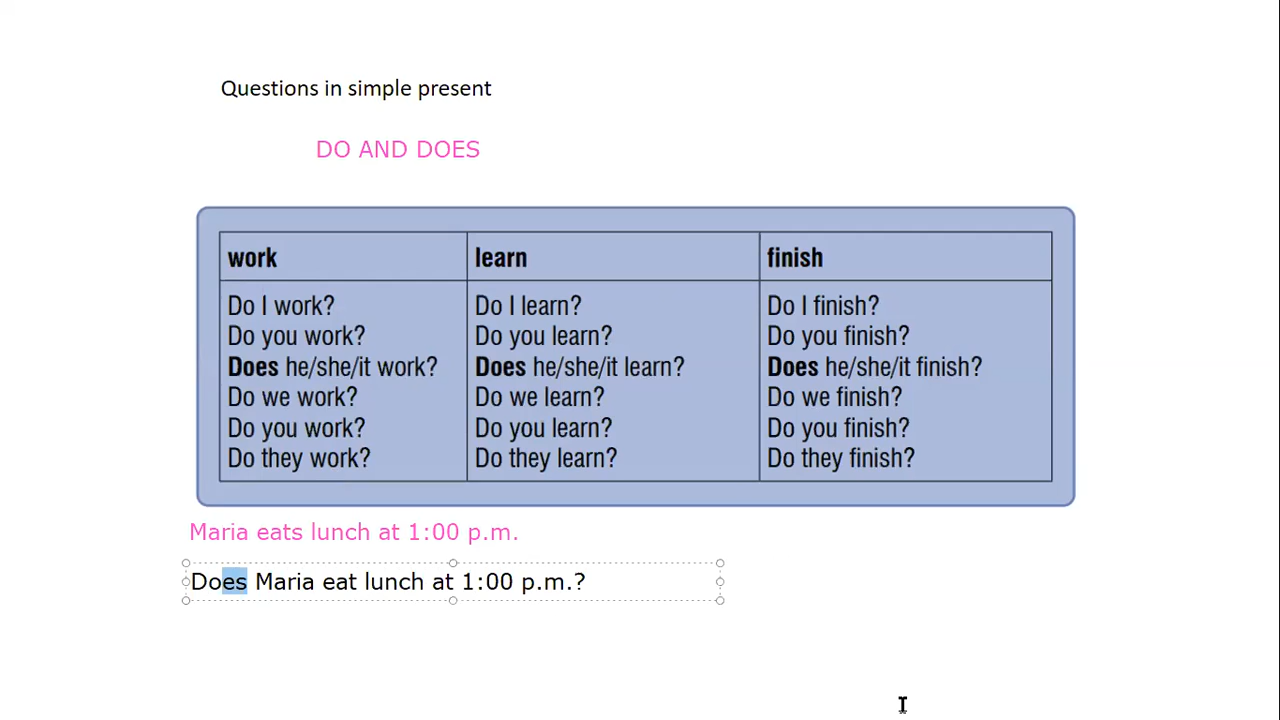 Questions in simple present
DO AND DOES
work
Do I work?
Do you work?
Does he/she/it work?
Do we work?
Do you work?
Do they work?
learn
Do I learn?
Do you learn?
Does he/she/it learn?
Do we learn?
Do you learn?
Do they learn?
finish
Do I finish?
Do you finish?
Does he/she/it finish?
Do we finish?
Do you finish?
Do they finish?
Maria eats lunch at 1:00 p.m.
Does Maria eat lunch at 1:00 p.m.?